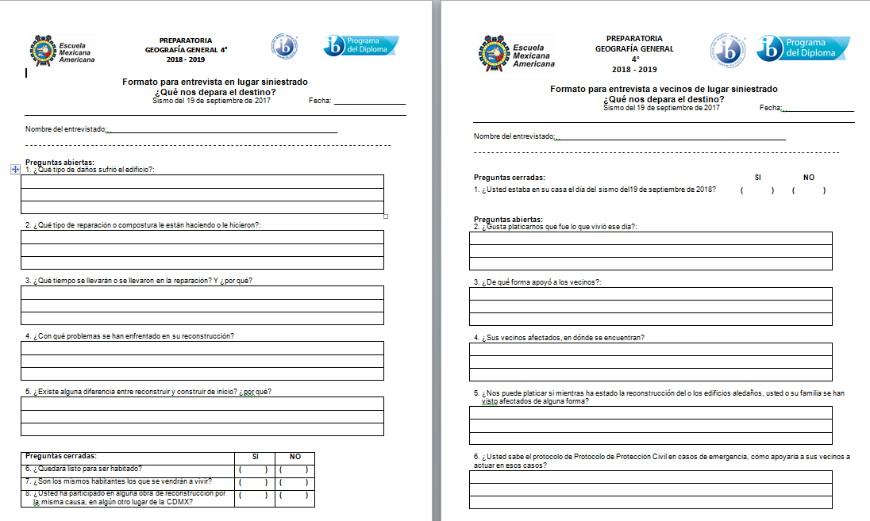 Escuela
Mexicana
Americana
PREPARATORIA
GEOGRAFÍA GENERAL 4°
2018 - 2019
ib
ib Programa
del Diploma
Formato para entrevista en lugar siniestrado
¿Qué nos depara el destino?
Sismo del 19 de septiembre de 2017
Fecha:
Nombre del entrevistado:
Preguntas abiertas:
1. ¿Qué tipo de daños sufrió el edificio?:
2. ¿Qué tipo de reparación o compostura le están haciendo o le hicieron?:
3. ¿Qué tiempo se llevarán o se llevaron en la reparación? Y ¿por qué?
4. ¿Con qué problemas se han enfrentado en su reconstrucción?
5. ¿Existe alguna diferencia entre reconstruir y construir de inicio? ¿por qué?
Preguntas cerradas: SI NO
6. ¿Quedará listo para ser habitado? ( ) ( )
7. ¿Son los mismos habitantes los que se vendrán a vivir? ( ) ( )
8. ¿Usted ha participado en alguna obra de reconstrucción por ( ) ( )
la misma causa, en algún otro lugar de la CDMX?
Escuela
Mexicana
Americana
PREPARATORIA
GEOGRAFÍA GENERAL
4°
2018 - 2019
ib
ib Programa
del Diploma
Formato para entrevista a vecinos de lugar siniestrado
¿Qué nos depara el destino?
Sismo del 19 de septiembre de 2017
Fecha:
Nombre del entrevistado:
Preguntas cerradas: SI NO
1. ¿Usted estaba en su casa el día del sismo del19 de septiembre de 2018? ( ) ( )
Preguntas abiertas:
2. ¿Gusta platicarnos qué fue lo que vivió ese día?:
3. ¿De qué forma apoyó a los vecinos?:
4. ¿Sus vecinos afectados, en dónde se encuentran?
5. ¿Nos puede platicar si mientras ha estado la reconstrucción del o los edificios aledaños, usted o su familia se han
visto afectados de alguna forma?
6. ¿Usted sabe el protocolo de Protocolo de Protección Civil en casos de emergencia, cómo apoyaría a sus vecinos a
actuar en esos casos?